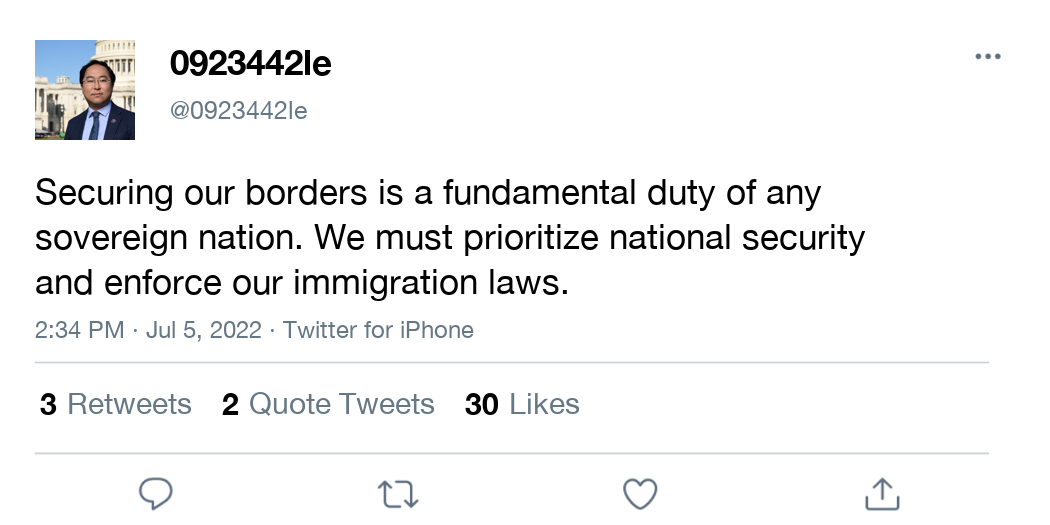 0923442le
@0923442le
Securing our borders is a fundamental duty of any
sovereign nation. We must prioritize national security
and enforce our immigration laws.
2:34 PM · Jul 5, 2022 · Twitter for iPhone
3 Retweets 2 Quote Tweets 30 Likes